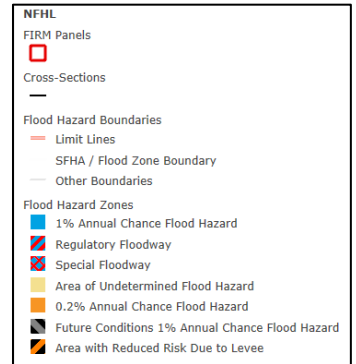 NFHL
FIRM Panels
Cross-Sections
Flood Hazard Boundaries
Limit Lines
SFHA / Flood Zone Boundary
Other Boundaries
Flood Hazard Zones
1% Annual Chance Flood Hazard
Regulatory Floodway
Special Floodway
Area of Undetermined Flood Hazard
0.2% Annual Chance Flood Hazard
Future Conditions 1% Annual Chance Flood Hazard
Area with Reduced Risk Due to Levee